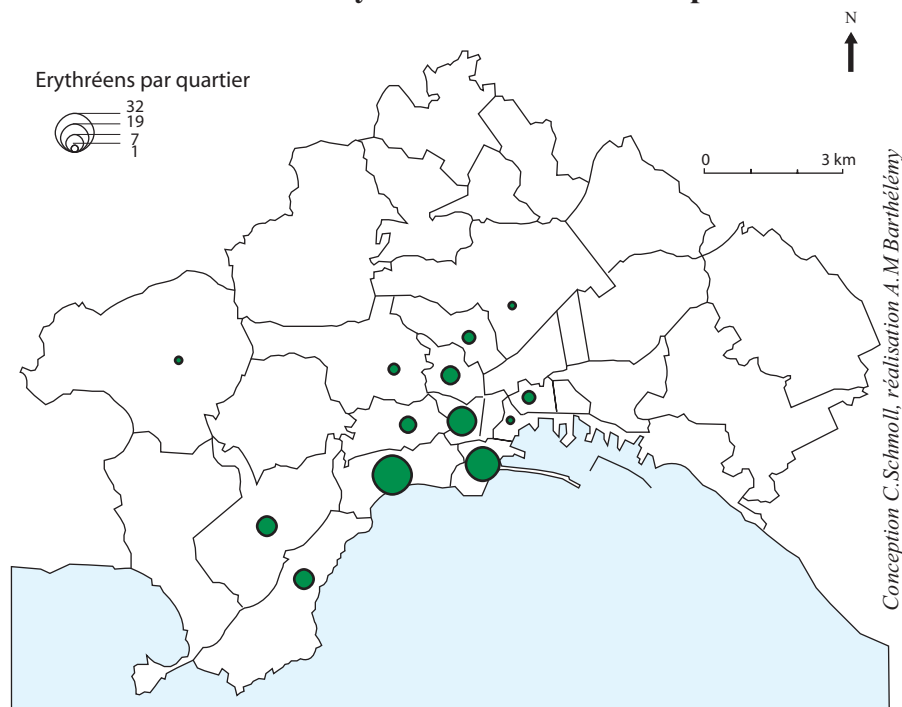 N
Erythréens par quartier
32
19
7
1
0 3 km
Conception C.Schmoll, réalisation A.M Barthélémy